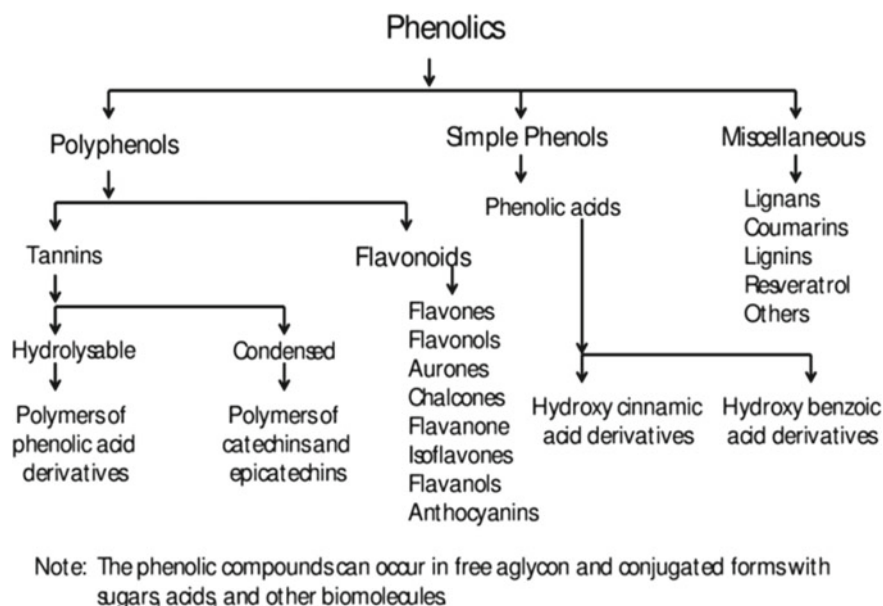 Phenolics
Polyphenols
Simple Phenols
Miscellaneous
Tannins
Flavonoids
Phenolic acids
Lignans
Coumarins
Lignins
Resveratrol
Others
Hydrolysable
Condensed
Polymers of
phenolic acid
derivatives
Polymers of
catechins and
epicatechins
Flavones
Flavonols
Aurones
Chalcones
Flavanone
Isoflavones
Flavanols
Anthocyanins
Hydroxy cinnamic
acid derivatives
Hydroxy benzoic
acid derivatives
Note: The phenolic compounds can occur in free aglycon and conjugated forms with
sugars, acids, and other biomolecules